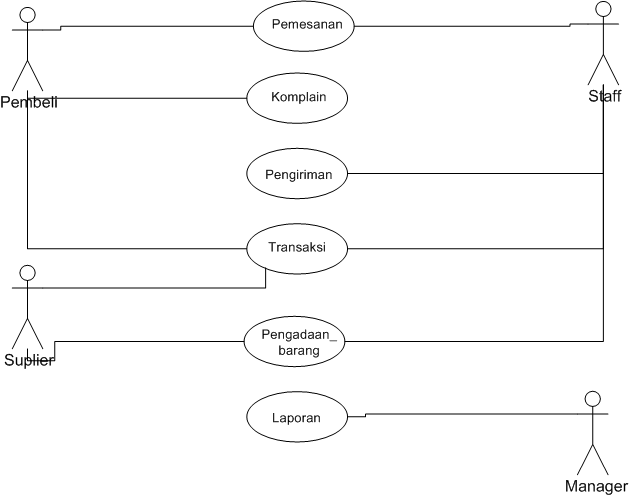 Pemesanan
Pembeli
Staff
Komplain
Pengiriman
Transaksi
Suplier
Pengadaan_
barang
Laporan
Manager